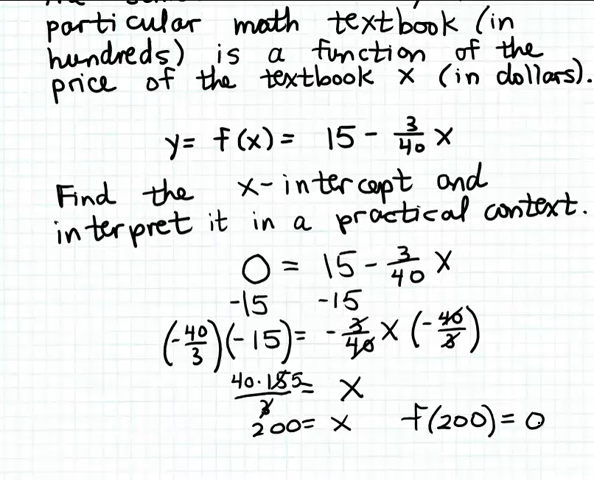 particular math textbook (in
hundreds) is a function of the
price of the textbook x (in dollars).
y= f(x) = 15 - 3/40 x
Find the x-intercept and
interpret it in a practical context.
0 = 15 - 3/40 x
-15 -15
(-40/3)(-15) = -3/40 x (-40/3)
40·15 5/3 = x
200 = x f(200) = 0